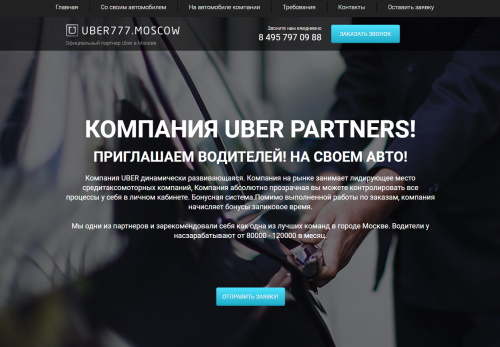 Главная Со своим автомобилем На автомобиле компании Требования Контакты Оставить заявку
UBER777.MOSCOW
Официальный партнер Uber в Москве
Звоните нам ежедневно
8 495 797 09 88
ЗАКАЗАТЬ ЗВОНОК
КОМПАНИЯ UBER PARTNERS!
ПРИГЛАШАЕМ ВОДИТЕЛЕЙ! НА СВОЕМ АВТО!
Компания UBER динамически развивающаяся. Компания на рынке занимает лидирующее место
средитаксомоторных компаний, Компания абсолютно прозрачная вы можете контролировать все
процессы у себя в личном кабинете. Бонусная система Помимо выполненной работы по заказам, компания
начисляет бонусы запиковое время.
Мы одни из партнеров и зарекомендовали себя как одна из лучших команд в городе Москве. Водители у
насзарабатывают от 80000 - 120000 в месяц.
ОТПРАВИТЬ ЗАЯВКУ!